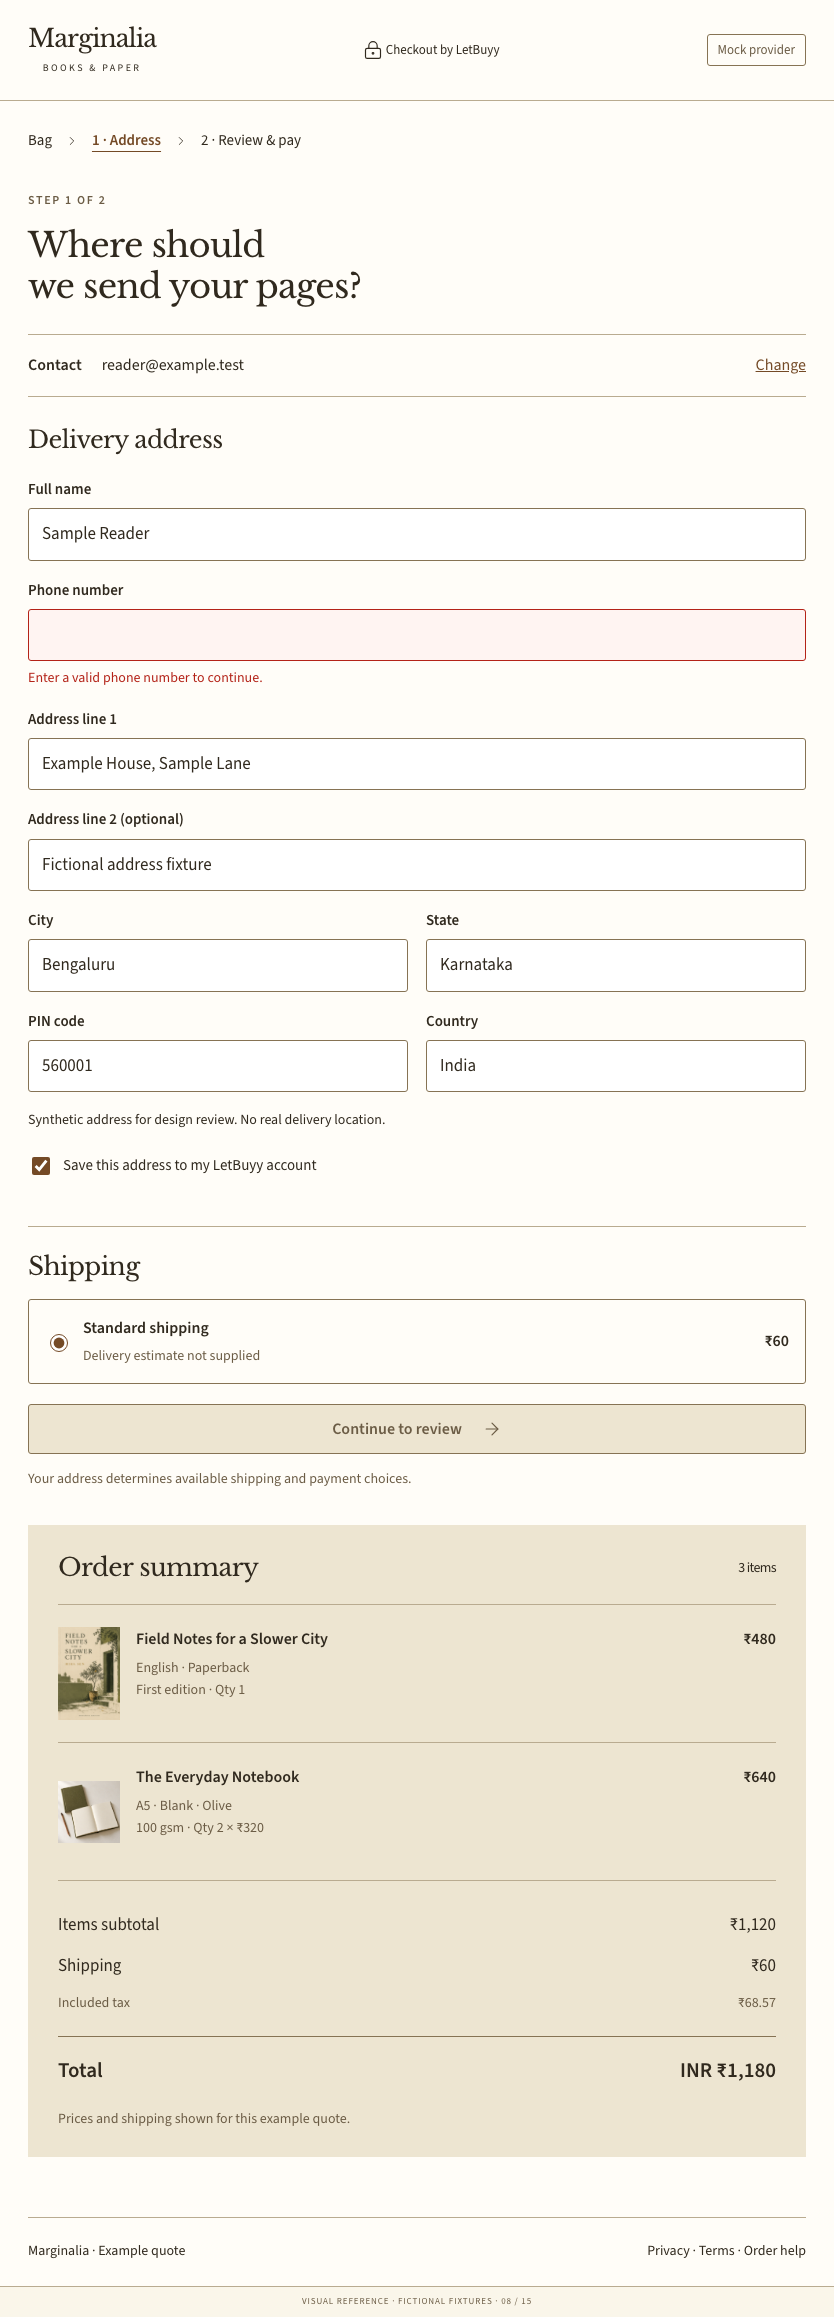 Marginalia
BOOKS & PAPER
Checkout by LetBuyy
Mock provider
Bag
1 · Address
2 · Review & pay
STEP 1 OF 2
Where should
we send your pages?
Contact reader@example.test
Change
Delivery address
Full name
Sample Reader
Phone number
Enter a valid phone number to continue.
Address line 1
Example House, Sample Lane
Address line 2 (optional)
Fictional address fixture
City
State
Bengaluru
Karnataka
PIN code
Country
560001
India
Synthetic address for design review. No real delivery location.
Save this address to my LetBuyy account
Shipping
Standard shipping
Delivery estimate not supplied
₹60
Continue to review
Your address determines available shipping and payment choices.
Order summary
3 items
FIELD
NOTES
SLOWER
CITY
Field Notes for a Slower City
₹480
English · Paperback
First edition · Qty 1
The Everyday Notebook
₹640
A5 · Blank · Olive
100 gsm · Qty 2 × ₹320
Items subtotal
₹1,120
Shipping
₹60
Included tax
₹68.57
Total
INR ₹1,180
Prices and shipping shown for this example quote.
Marginalia · Example quote
Privacy · Terms · Order help
VISUAL REFERENCE · FICTIONAL FIXTURES · 08 / 15